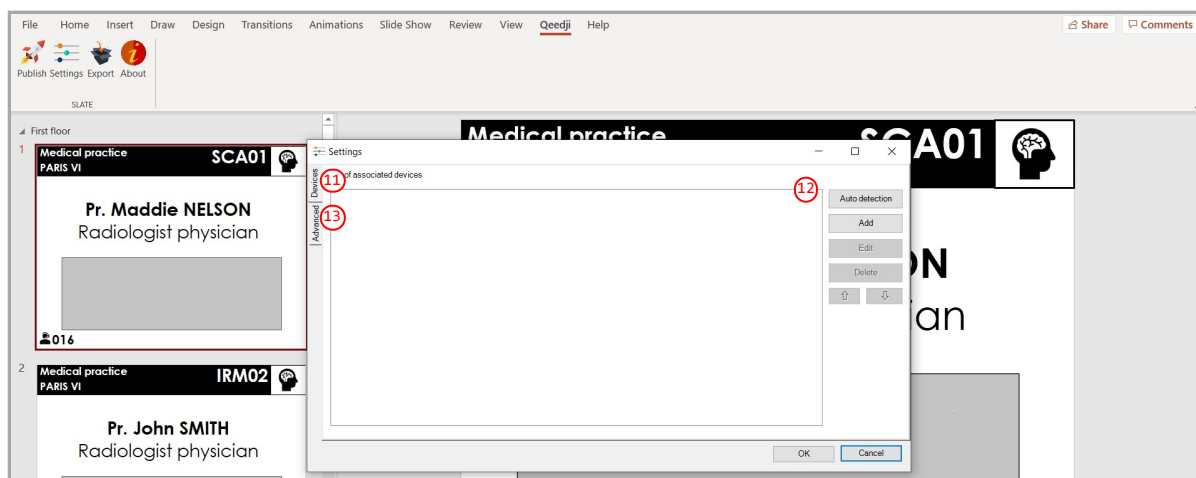 File Home Insert Draw Design Transitions Animations Slide Show Review View Qeedji Help Share Comments
Publish Settings Export About
SLATE
First floor
1
Medical practice
PARIS VI
SCA01
Pr. Maddie NELSON
Radiologist physician
016
2
Medical practice
PARIS VI
IRM02
Pr. John SMITH
Radiologist physician
Medical practice
SCA01
Settings
Devices
Advanced
11
of associated devices
12
13
Auto detection
Add
Edit
Delete
OK
Cancel
ON
ian